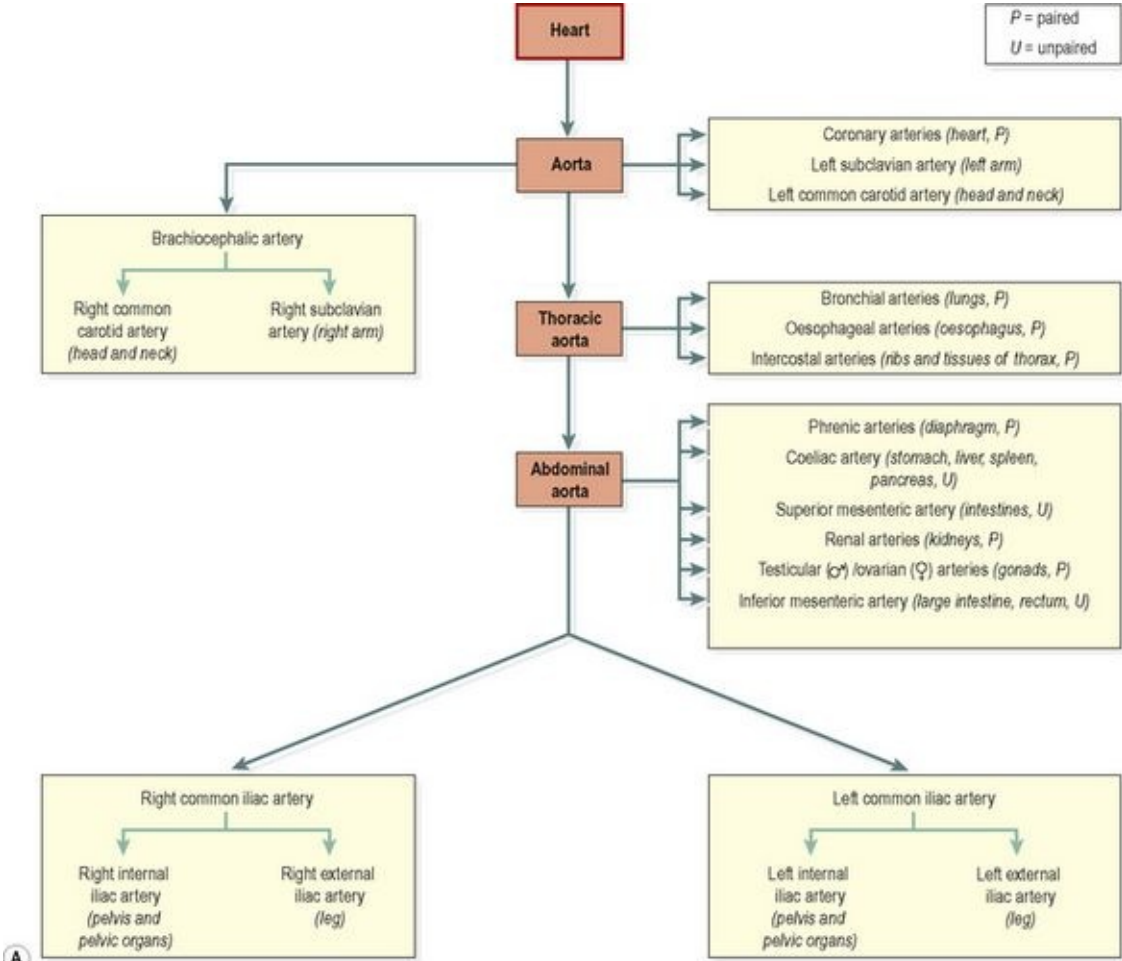 Heart
P = paired
U = unpaired
Aorta
Coronary arteries (heart, P)
Left subclavian artery (left arm)
Left common carotid artery (head and neck)
Brachiocephalic artery
Right common
carotid artery
(head and neck)
Right subclavian
artery (right arm)
Thoracic
aorta
Bronchial arteries (lungs, P)
Oesophageal arteries (oesophagus, P)
Intercostal arteries (ribs and tissues of thorax, P)
Abdominal
aorta
Phrenic arteries (diaphragm, P)
Coeliac artery (stomach, liver, spleen,
pancreas, U)
Superior mesenteric artery (intestines, U)
Renal arteries (kidneys, P)
Testicular (♂) /ovarian (♀) arteries (gonads, P)
Inferior mesenteric artery (large intestine, rectum, U)
Right common iliac artery
Right internal
iliac artery
(pelvis and
pelvic organs)
Right external
iliac artery
(leg)
Left common iliac artery
Left internal
iliac artery
(pelvis and
pelvic organs)
Left external
iliac artery
(leg)
A